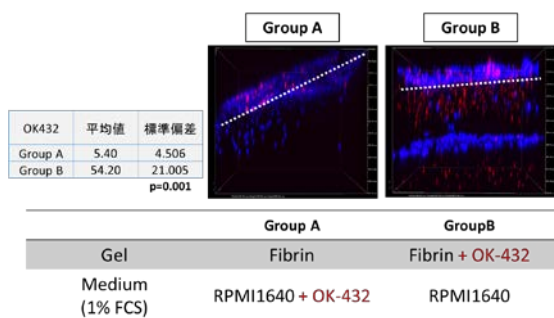 Group A
Group B
OK432 平均値 標準偏差
Group A 5.40 4.506
Group B 54.20 21.005
p=0.001
Group A GroupB
Gel Fibrin Fibrin + OK-432
Medium
(1% FCS) RPMI1640 + OK-432 RPMI1640